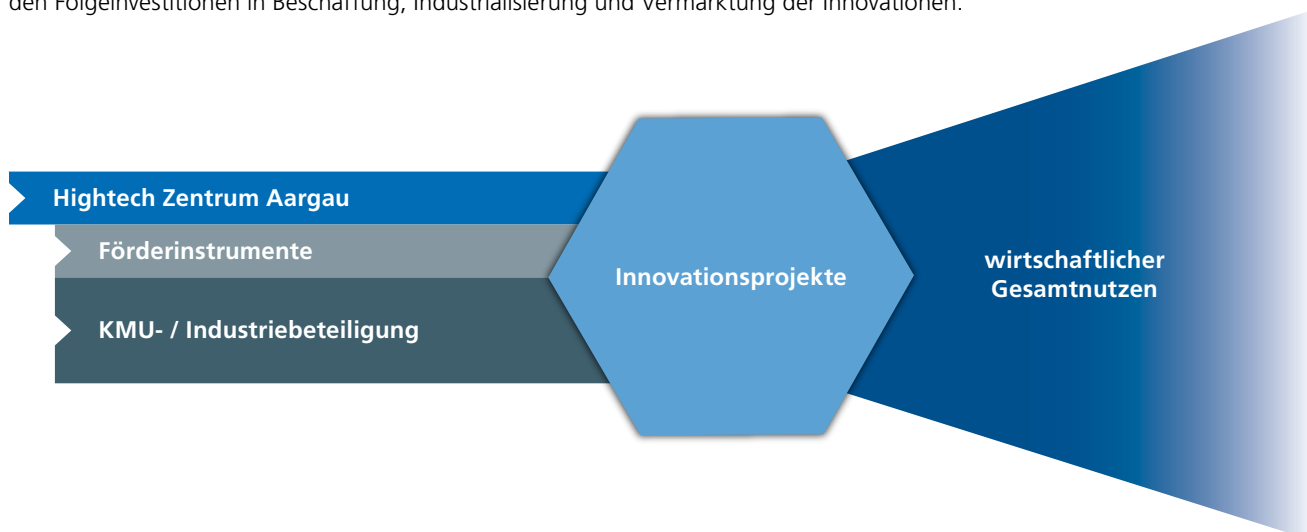 den Folgeinvestitionen in Beschaffung, Industrialisierung und Vermarktung der Innovationen.
Hightech Zentrum Aargau
Förderinstrumente
KMU- / Industriebeteiligung
Innovationsprojekte
wirtschaftlicher
Gesamtnutzen